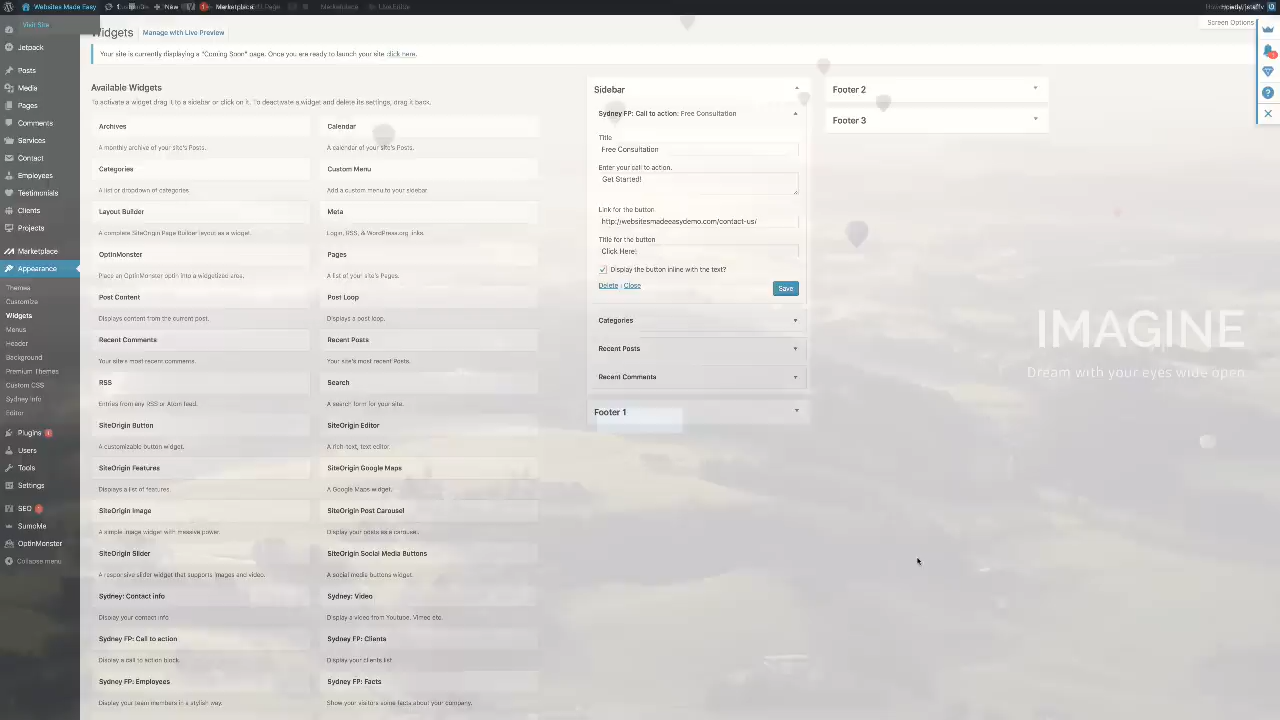 Websites Made Easy
1
New
1
Marketplace
Visit Site
Jetpack
Posts
Media
Pages
Comments
Services
Contact
Employees
Testimonials
Clients
Projects
Marketplace
Appearance
Themes
Customize
Widgets
Menus
Header
Background
Premium Themes
Custom CSS
Sydney Info
Editor
Plugins 1
Users
Tools
Settings
SEO
SumoMe
OptinMonster
Collapse menu
Screen Options
Widgets
Manage with Live Preview
Your site is currently displaying a "Coming Soon" page. Once you are ready to launch your site click here.
Available Widgets
To activate a widget drag it to a sidebar or click on it. To deactivate a widget and delete its settings, drag it back.
Archives
A monthly archive of your site's Posts.
Calendar
A calendar of your site's Posts.
Categories
A list or dropdown of categories
Custom Menu
Add a custom menu to your sidebar.
Layout Builder
A complete SiteOrigin Page Builder layout as a widget.
Meta
Login, RSS, & WordPress.org links.
OptinMonster
Place an OptinMonster optin into a widgetized area.
Pages
A list of your site's Pages.
Post Content
Displays content from the current post.
Post Loop
Displays a post loop.
Recent Comments
Your site's most recent comments.
Recent Posts
Your site's most recent Posts.
RSS
Entries from any RSS or Atom feed.
Search
A search form for your site.
SiteOrigin Button
A customizable button widget.
SiteOrigin Editor
A rich-text, text editor.
SiteOrigin Features
Displays a list of features.
SiteOrigin Google Maps
A Google Maps widget.
SiteOrigin Image
A simple image widget with massive power.
SiteOrigin Post Carousel
Display your posts as a carousel.
SiteOrigin Slider
A responsive slider widget that supports images and video.
SiteOrigin Social Media Buttons
A social media buttons widget.
Sydney: Contact info
Display your contact info
Sydney: Video
Display a video from Youtube, Vimeo etc.
Sydney FP: Call to action
Display a call to action block.
Sydney FP: Clients
Display your clients list
Sydney FP: Employees
Display your team members in a stylish way.
Sydney FP: Facts
Show your visitors some facts about your company.
Sidebar
Sydney FP: Call to action: Free Consultation
Title
Free Consultation
Enter your call to action.
Get Started!
Link for the button
http://websitesmadeeasydemo.com/contact-us/
Title for the button
Click Here!
Display the button inline with the text?
Delete | Close
Save
Categories
Recent Posts
Recent Comments
Footer 1
Footer 2
Footer 3
IMAGINE
Dream with your eyes wide open